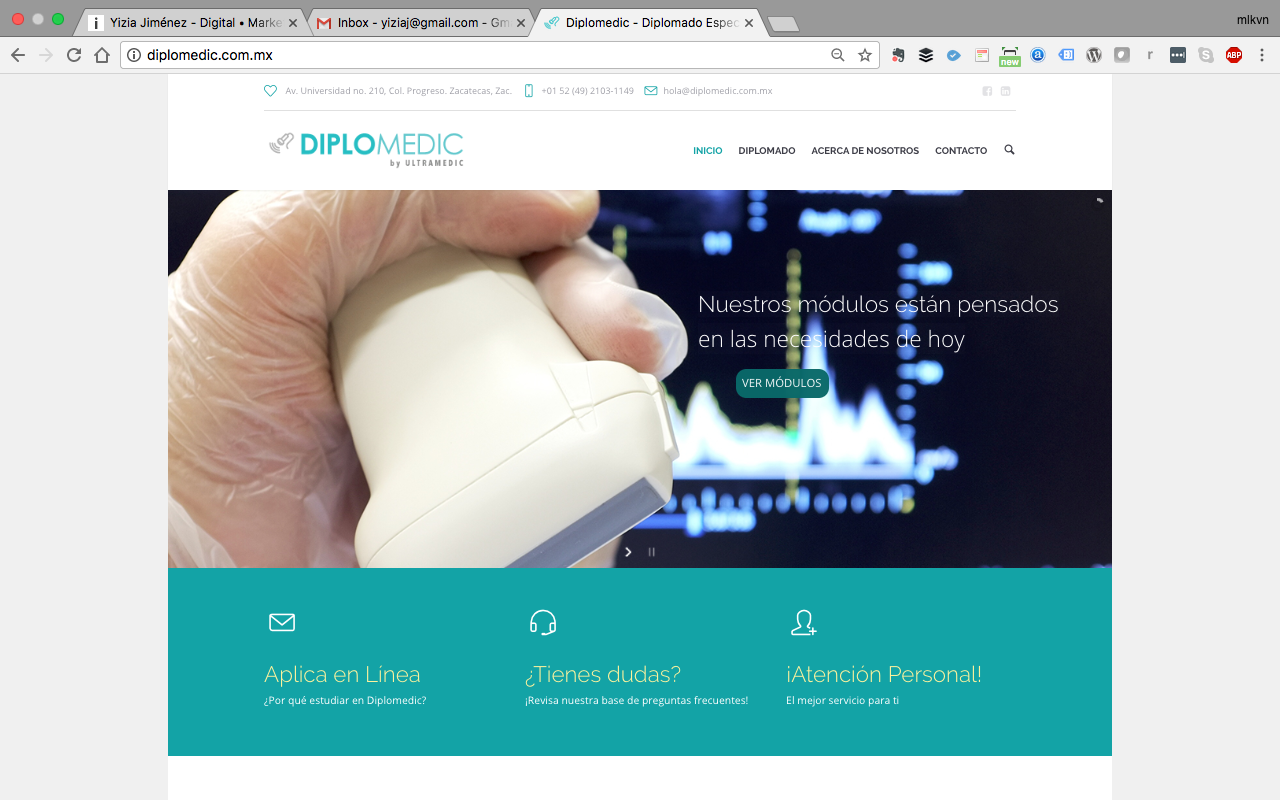 Yizia Jiménez - Digital • Marke
Inbox - yiziaj@gmail.com - Gm
Diplomedic - Diplomado Espec
mlkvn
diplomedic.com.mx
new
a
r
ABP
Av. Universidad no. 210, Col. Progreso. Zacatecas, Zac.
+01 52 (49) 2103-1149
hola@diplomedic.com.mx
DIPLOMEDIC
by ULTRAMEDIC
INICIO
DIPLOMADO
ACERCA DE NOSOTROS
CONTACTO
Nuestros módulos están pensados
en las necesidades de hoy
VER MÓDULOS
Aplica en Línea
¿Por qué estudiar en Diplomedic?
¿Tienes dudas?
¡Revisa nuestra base de preguntas frecuentes!
¡Atención Personal!
El mejor servicio para ti